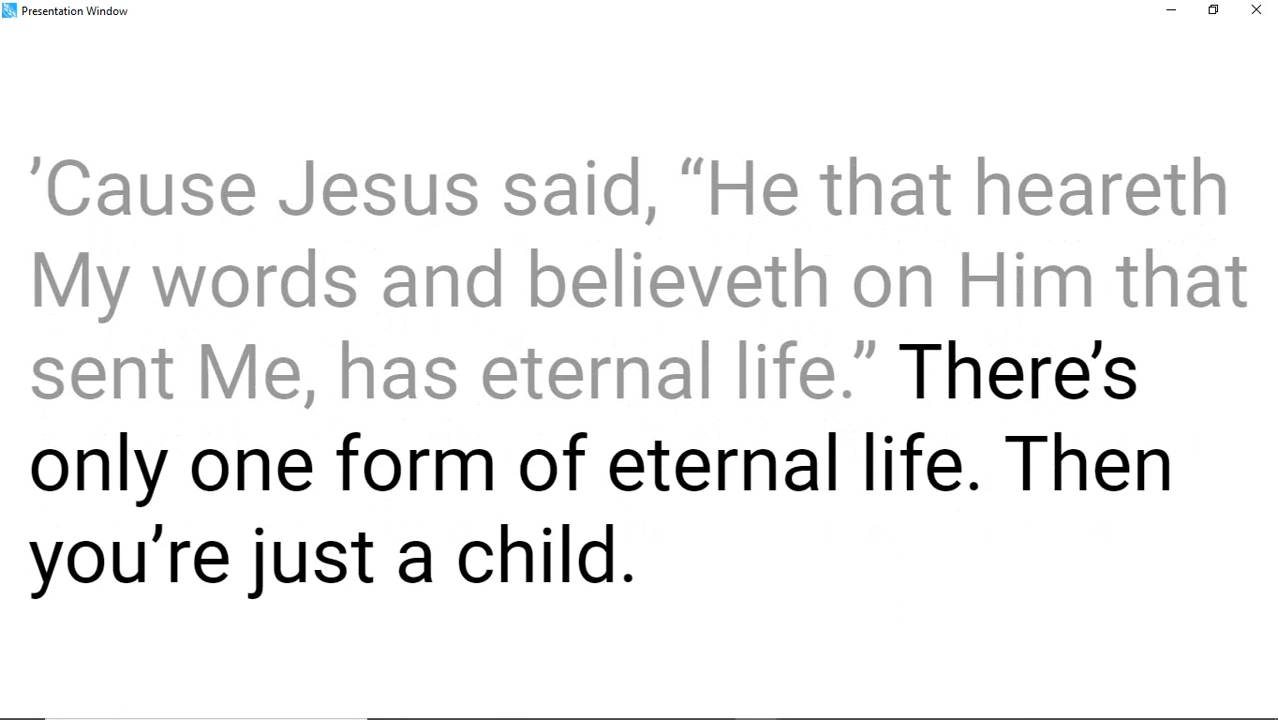 Presentation Window
’Cause Jesus said, “He that heareth
My words and believeth on Him that
sent Me, has eternal life.” There’s
only one form of eternal life. Then
you’re just a child.